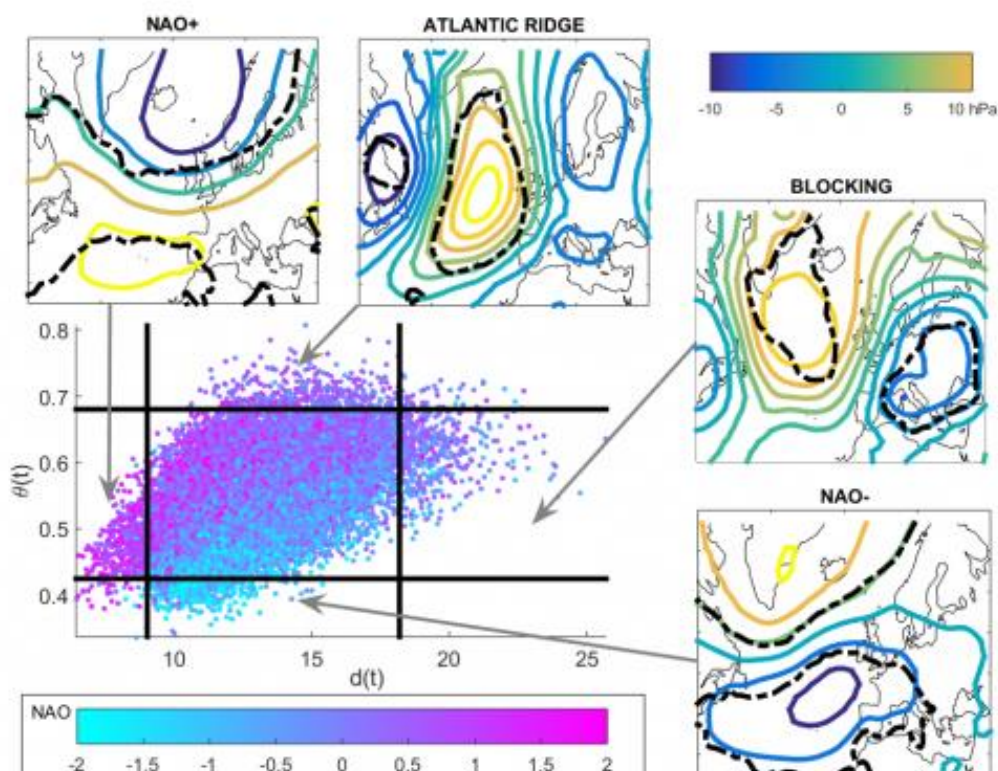 NAO+
ATLANTIC RIDGE
-10 -5 0 5 10 hPa
BLOCKING
NAO-
0.8
0.7
0.6
0.5
0.4
θ(t)
10 15 20 25
d(t)
NAO
-2 -1.5 -1 -0.5 0 0.5 1 1.5 2